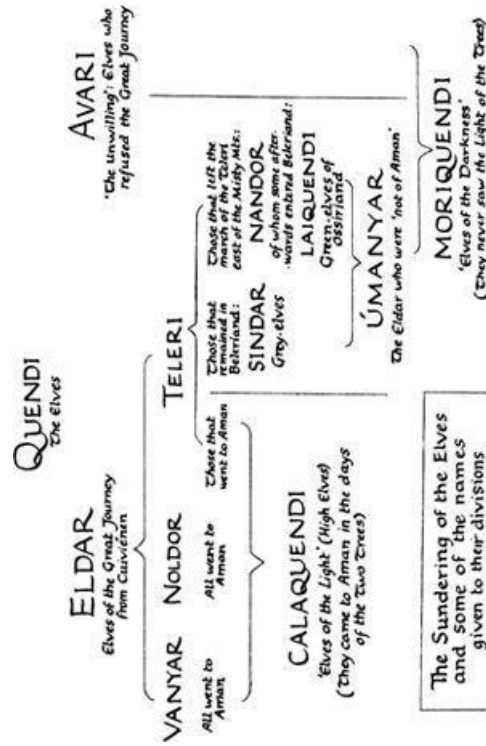 QUENDI
The Elves
ELDAR
Elves of the Great Journey
from Cuiviénen
AVARI
'The Unwilling': Elves who
refused the Great Journey
VANYAR
All went to
Aman
NOLDOR
All went to
Aman
TELERI
Those that
went to Aman
Those that
remained in
Beleriand:
SINDAR
Grey-elves
Those that left the
march of the Teleri
east of the Misty Mts.:
NANDOR
of whom some after-
wards entered Beleriand:
LAIQUENDI
Green-elves of
Ossiriand
CALAQUENDI
'Elves of the Light' (High Elves)
(They came to Aman in the days
of the Two Trees)
ÚMANYAR
The Eldar who were 'not of Aman'
MORIQUENDI
'Elves of the Darkness'
(They never saw the Light of the Trees)
The Sundering of the Elves
and some of the names
given to their divisions